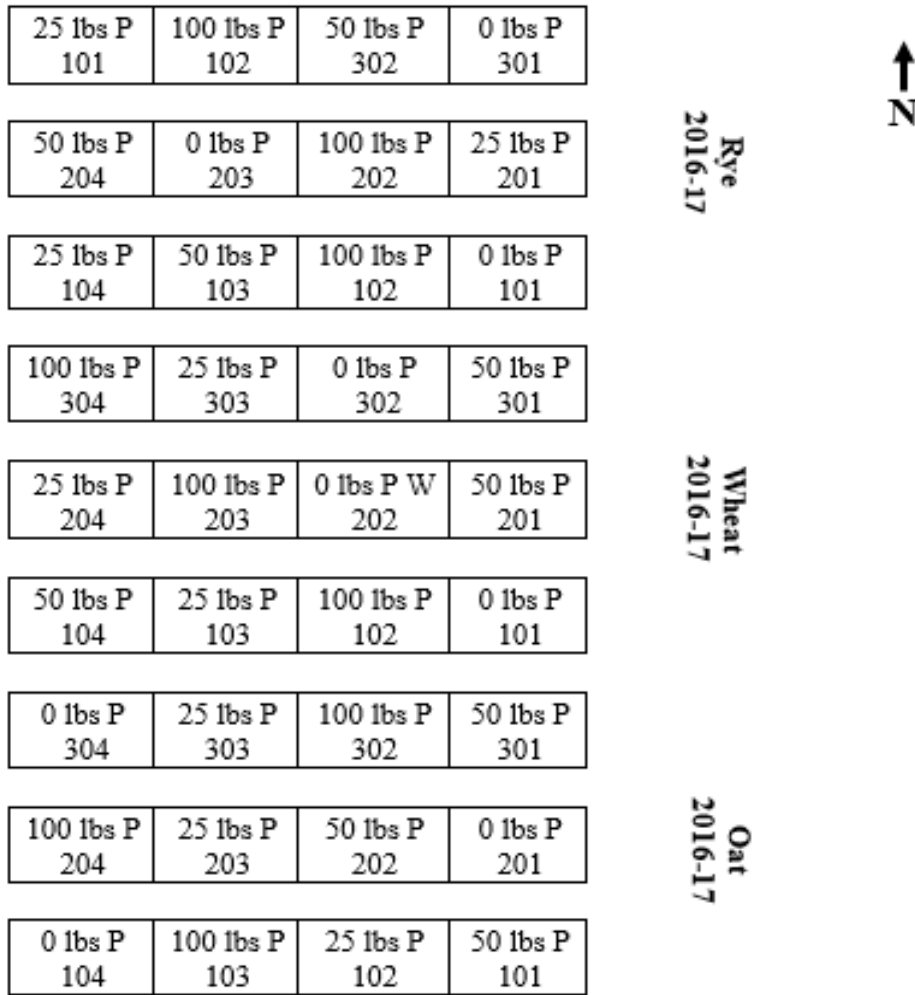 25 lbs P 100 lbs P 50 lbs P 0 lbs P
101 102 302 301
N
50 lbs P 0 lbs P 100 lbs P 25 lbs P
204 203 202 201
Rye
2016-17
25 lbs P 50 lbs P 100 lbs P 0 lbs P
104 103 102 101
100 lbs P 25 lbs P 0 lbs P 50 lbs P
304 303 302 301
25 lbs P 100 lbs P 0 lbs P W 50 lbs P
204 203 202 201
Wheat
2016-17
50 lbs P 25 lbs P 100 lbs P 0 lbs P
104 103 102 101
0 lbs P 25 lbs P 100 lbs P 50 lbs P
304 303 302 301
100 lbs P 25 lbs P 50 lbs P 0 lbs P
204 203 202 201
Oat
2016-17
0 lbs P 100 lbs P 25 lbs P 50 lbs P
104 103 102 101